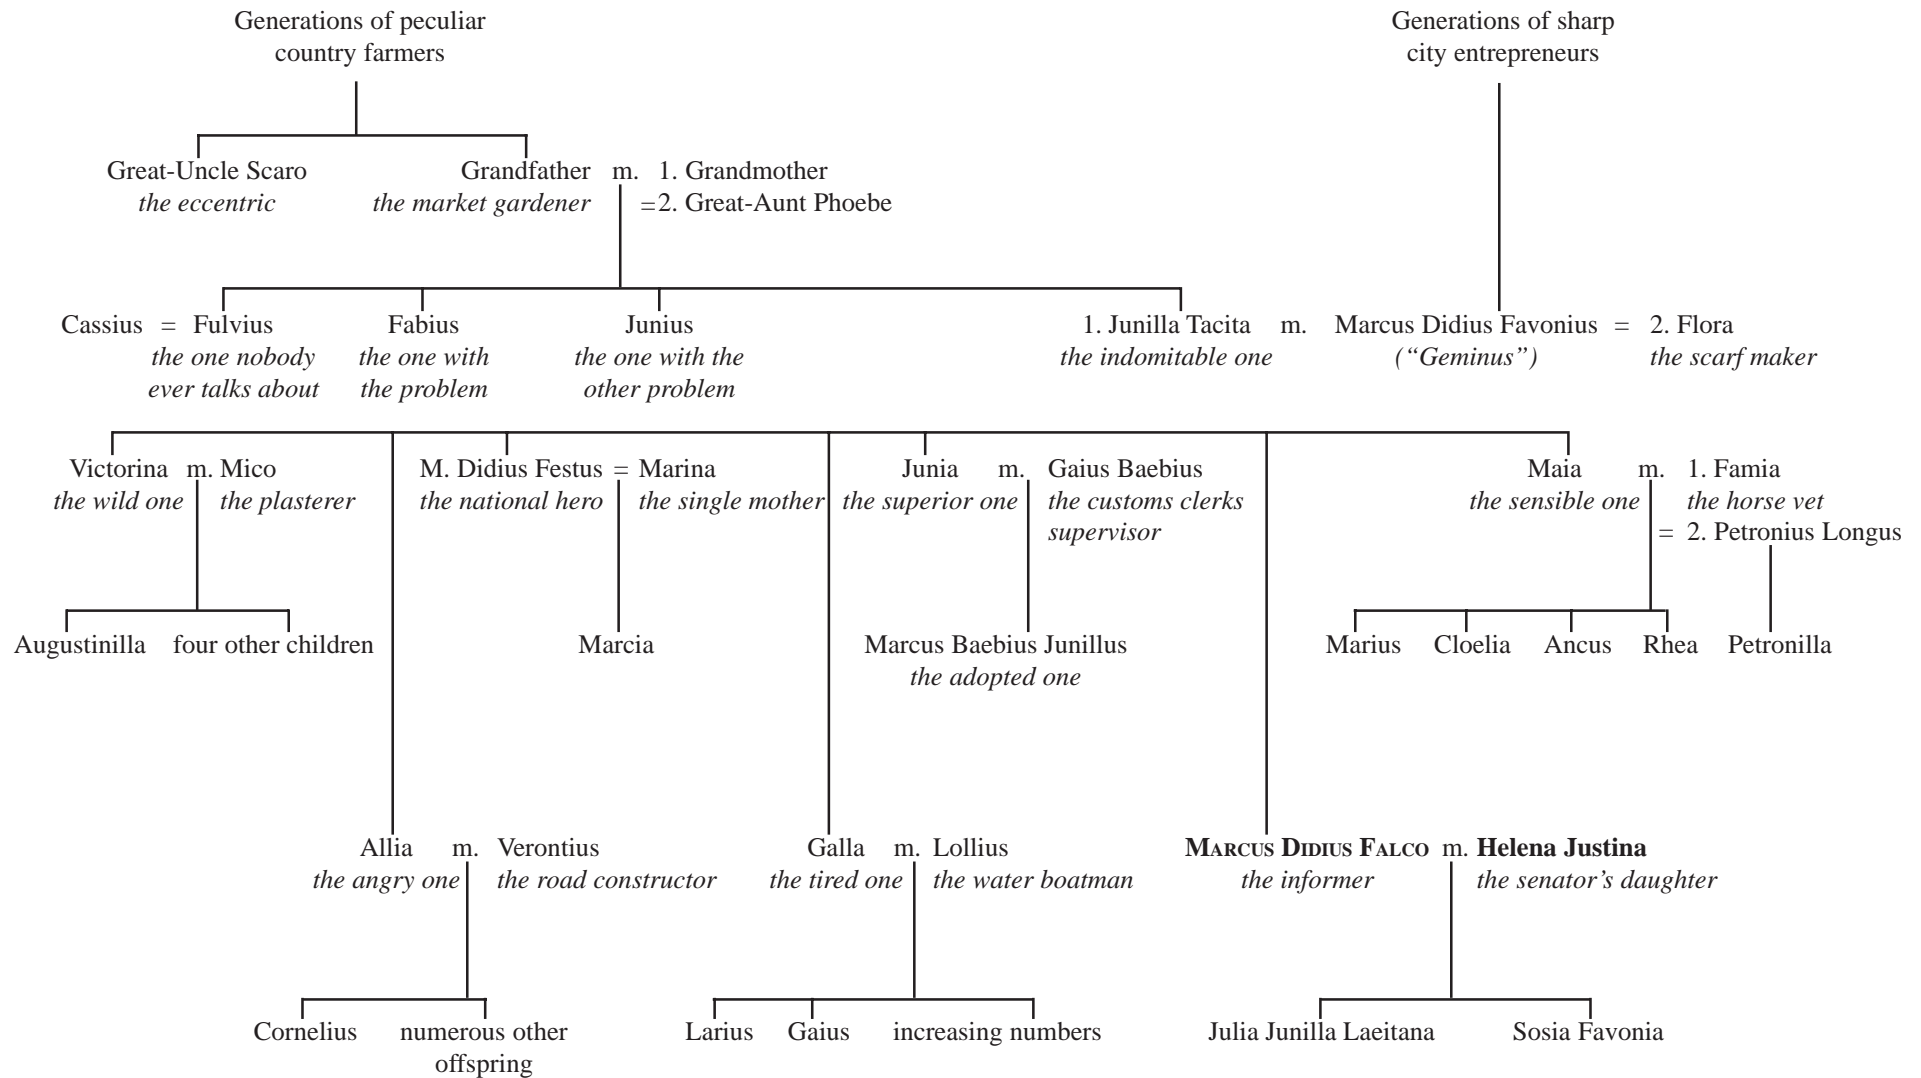 Generations of peculiar
country farmers
Generations of sharp
city entrepreneurs
Great-Uncle Scaro
the eccentric
Grandfather m. 1. Grandmother
the market gardener =2. Great-Aunt Phoebe
Cassius = Fulvius
the one nobody
ever talks about
Fabius
the one with
the problem
Junius
the one with the
other problem
1. Junilla Tacita m. Marcus Didius Favonius = 2. Flora
the indomitable one (“Geminus”) the scarf maker
Victorina m. Mico
the wild one the plasterer
M. Didius Festus = Marina
the national hero the single mother
Junia m. Gaius Baebius
the superior one the customs clerks
supervisor
Maia m. 1. Famia
the sensible one the horse vet
= 2. Petronius Longus
Augustinilla four other children
Marcia
Marcus Baebius Junillus
the adopted one
Marius Cloelia Ancus Rhea Petronilla
Allia m. Verontius
the angry one the road constructor
Galla m. Lollius
the tired one the water boatman
MARCUS DIDIUS FALCO m. Helena Justina
the informer the senator’s daughter
Cornelius numerous other
offspring
Larius Gaius increasing numbers
Julia Junilla Laeitana Sosia Favonia